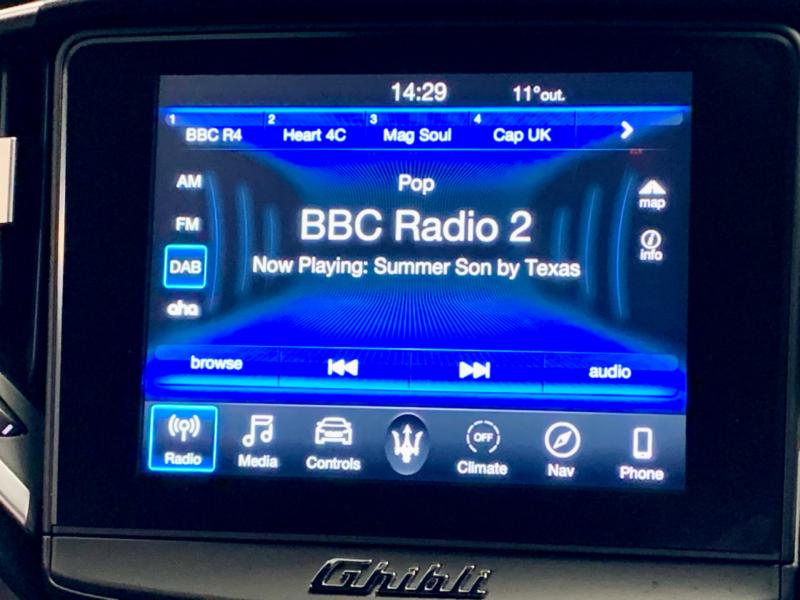 14:29 11°out.
1 BBC R4 2 Heart 4C 3 Mag Soul 4 Cap UK
AM
FM
DAB
aha
Pop
BBC Radio 2
Now Playing: Summer Son by Texas
map
info
browse audio
OFF
Radio Media Controls Climate Nav Phone
Ghibli